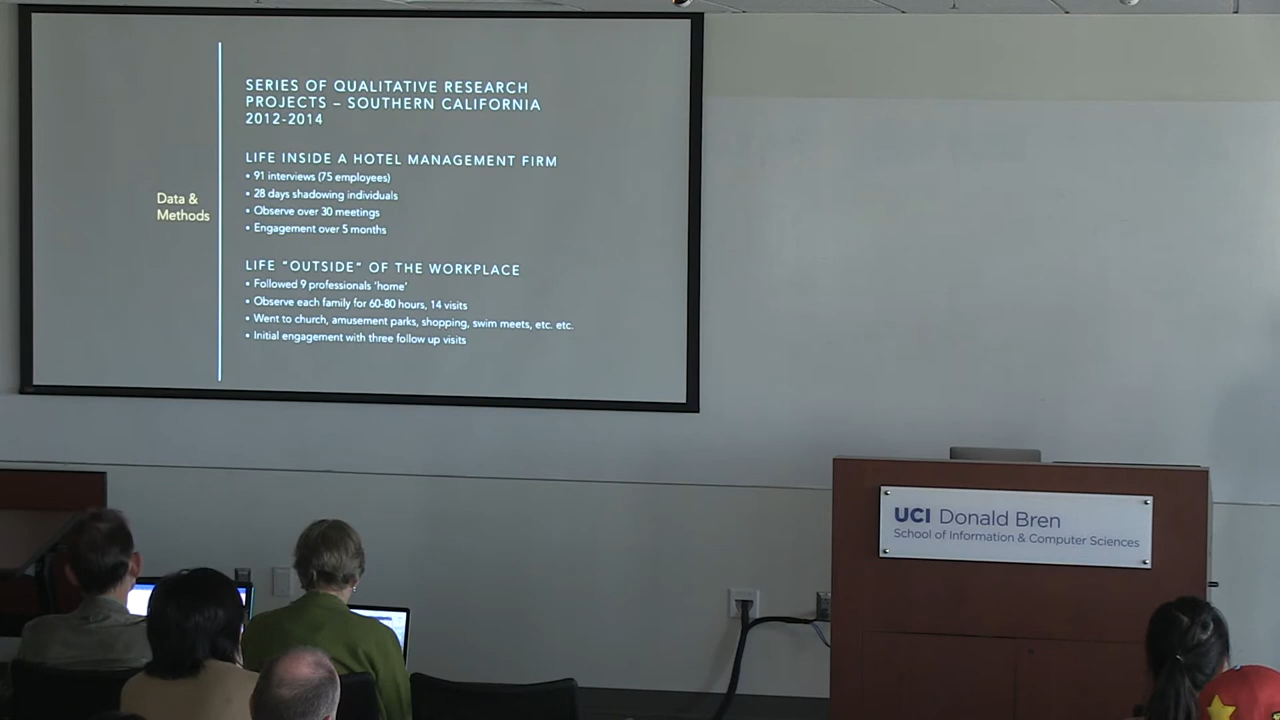 SERIES OF QUALITATIVE RESEARCH
PROJECTS – SOUTHERN CALIFORNIA
2012-2014
LIFE INSIDE A HOTEL MANAGEMENT FIRM
• 91 interviews (75 employees)
• 28 days shadowing individuals
• Observe over 30 meetings
• Engagement over 5 months
Data &
Methods
LIFE "OUTSIDE" OF THE WORKPLACE
• Followed 9 professionals 'home'
• Observe each family for 60-80 hours, 14 visits
• Went to church, amusement parks, shopping, swim meets, etc. etc.
• Initial engagement with three follow up visits
UCI Donald Bren
School of Information & Computer Sciences